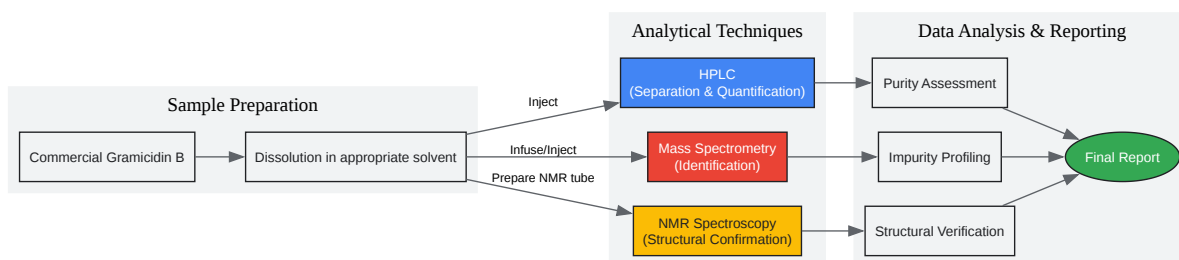 Sample Preparation
Commercial Gramicidin B
Dissolution in appropriate solvent
Inject
Infuse/Inject
Prepare NMR tube
Analytical Techniques
HPLC
(Separation & Quantification)
Mass Spectrometry
(Identification)
NMR Spectroscopy
(Structural Confirmation)
Data Analysis & Reporting
Purity Assessment
Impurity Profiling
Structural Verification
Final Report